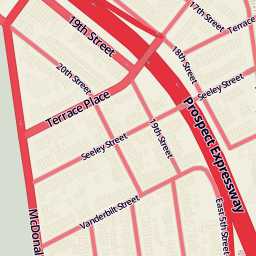 17th Street
Terrace
19th Street
18th Street
20th Street
Seeley Street
Terrace Place
Prospect Expressway
19th Street
Seeley Street
Vanderbilt Street
East 5th Street
McDonal